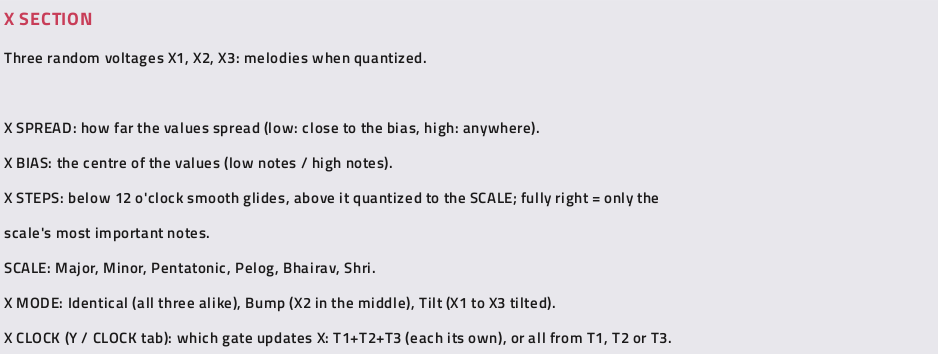 X SECTION
Three random voltages X1, X2, X3: melodies when quantized.
X SPREAD: how far the values spread (low: close to the bias, high: anywhere).
X BIAS: the centre of the values (low notes / high notes).
X STEPS: below 12 o'clock smooth glides, above it quantized to the SCALE; fully right = only the
scale's most important notes.
SCALE: Major, Minor, Pentatonic, Pelog, Bhairav, Shri.
X MODE: Identical (all three alike), Bump (X2 in the middle), Tilt (X1 to X3 tilted).
X CLOCK (Y / CLOCK tab): which gate updates X: T1+T2+T3 (each its own), or all from T1, T2 or T3.